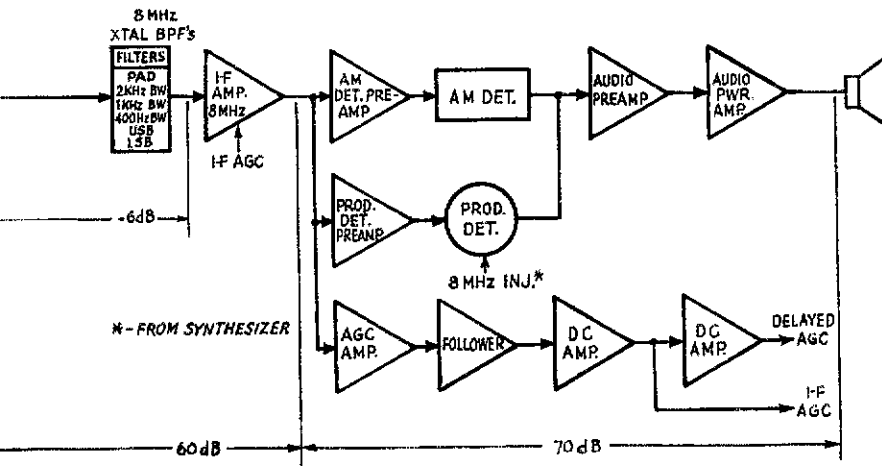 8 MHz
XTAL BPF's
FILTERS
PAD
2KHz BW
1KHz BW
400Hz BW
USB
LSB
I-F
AMP.
8MHz
I-F AGC
AM
DET. PRE-
AMP
AM DET.
AUDIO
PREAMP
AUDIO
PWR.
AMP.
-6dB
PROD.
DET.
PREAMP.
PROD.
DET.
8 MHz INJ.*
*-FROM SYNTHESIZER
AGC
AMP.
FOLLOWER
DC
AMP.
DC
AMP.
DELAYED
AGC
I-F
AGC
60dB
70dB